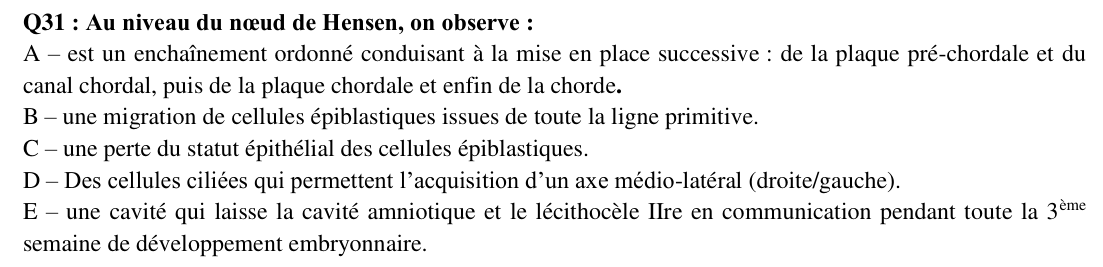 Q31 : Au niveau du nœud de Hensen, on observe :
A – est un enchaînement ordonné conduisant à la mise en place successive : de la plaque pré-chordale et du
canal chordal, puis de la plaque chordale et enfin de la chorde.
B – une migration de cellules épiblastiques issues de toute la ligne primitive.
C – une perte du statut épithélial des cellules épiblastiques.
D – Des cellules ciliées qui permettent l’acquisition d’un axe médio-latéral (droite/gauche).
E – une cavité qui laisse la cavité amniotique et le lécithocèle IIre en communication pendant toute la 3ème
semaine de développement embryonnaire.